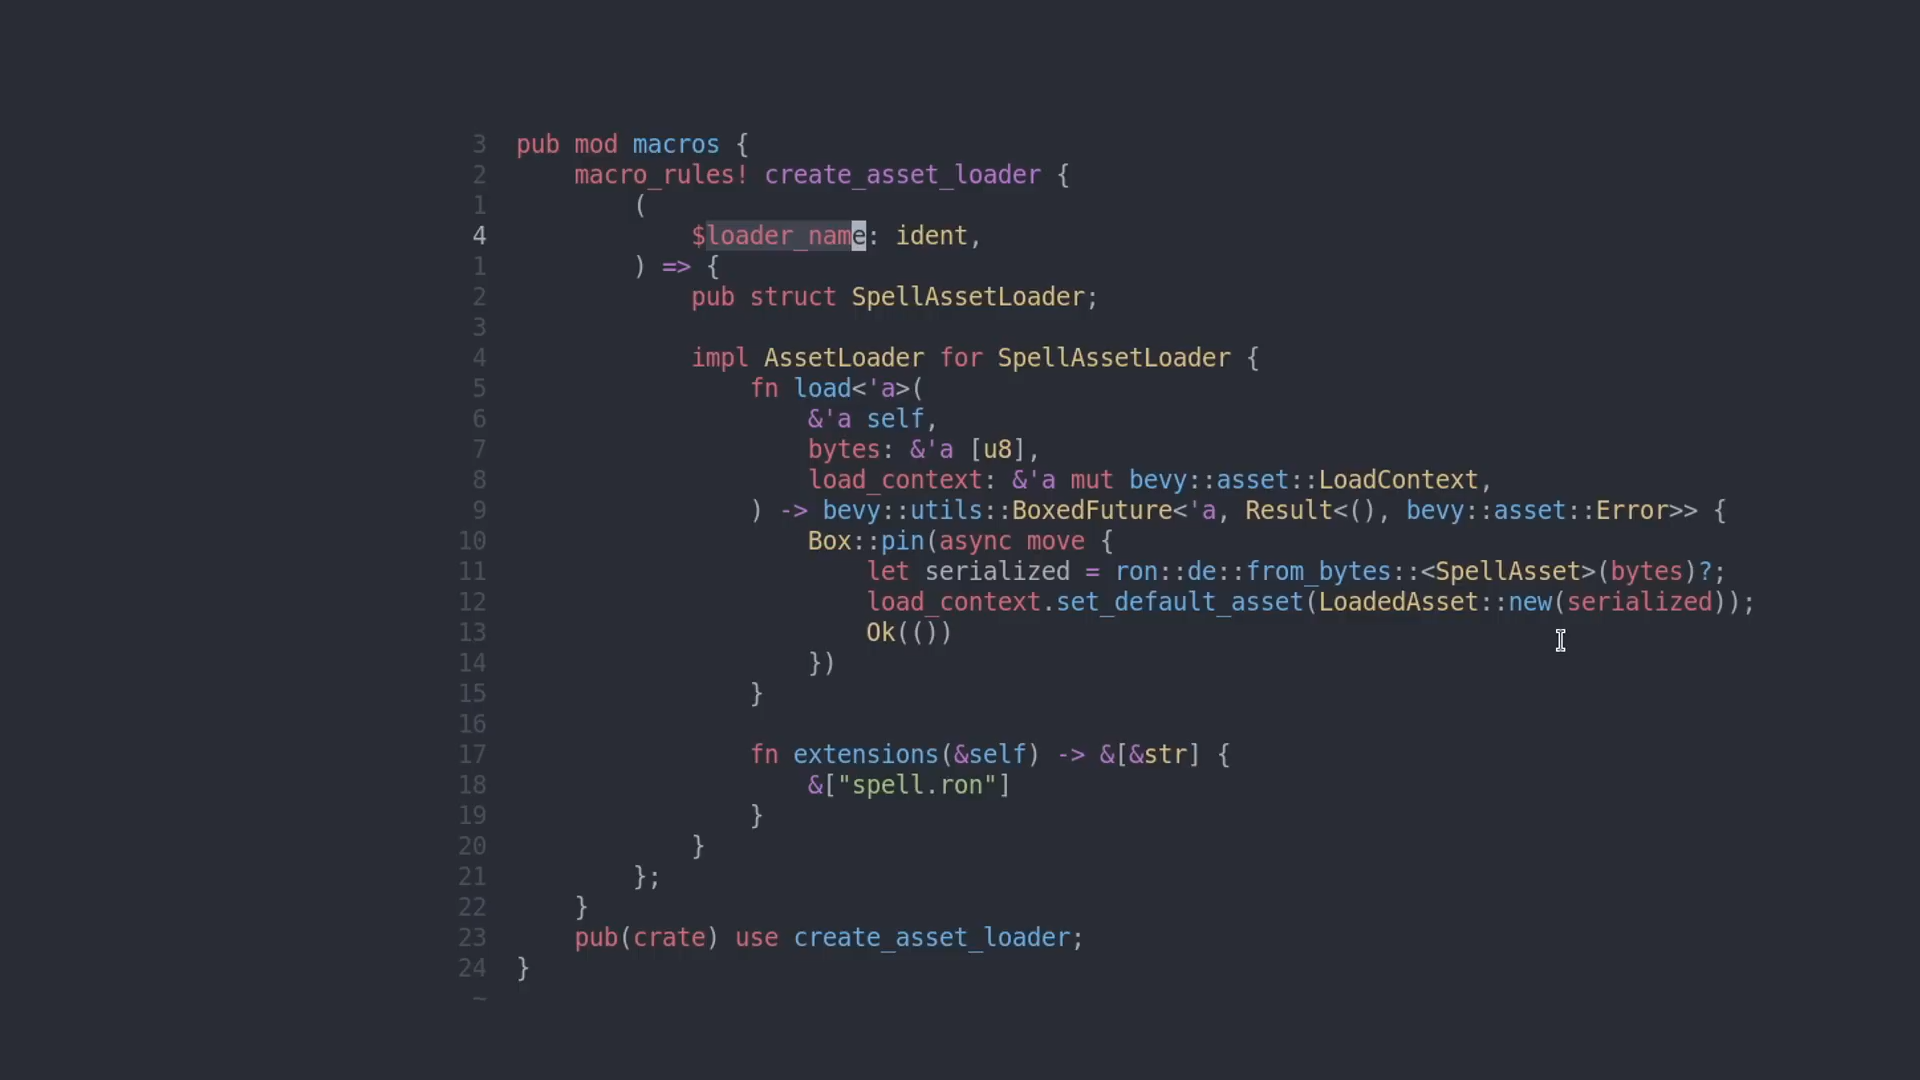 3 pub mod macros {
2     macro_rules! create_asset_loader {
1         (
4             $loader_name: ident,
1         ) => {
2             pub struct SpellAssetLoader;
3
4             impl AssetLoader for SpellAssetLoader {
5                 fn load<'a>(
6                     &'a self,
7                     bytes: &'a [u8],
8                     load_context: &'a mut bevy::asset::LoadContext,
9                 ) -> bevy::utils::BoxedFuture<'a, Result<(), bevy::asset::Error>> {
10                     Box::pin(async move {
11                         let serialized = ron::de::from_bytes::<SpellAsset>(bytes)?;
12                         load_context.set_default_asset(LoadedAsset::new(serialized));
13                         Ok(())
14                     })
15                 }
16
17                 fn extensions(&self) -> &[&str] {
18                     &["spell.ron"]
19                 }
20             }
21         };
22     }
23     pub(crate) use create_asset_loader;
24 }
~